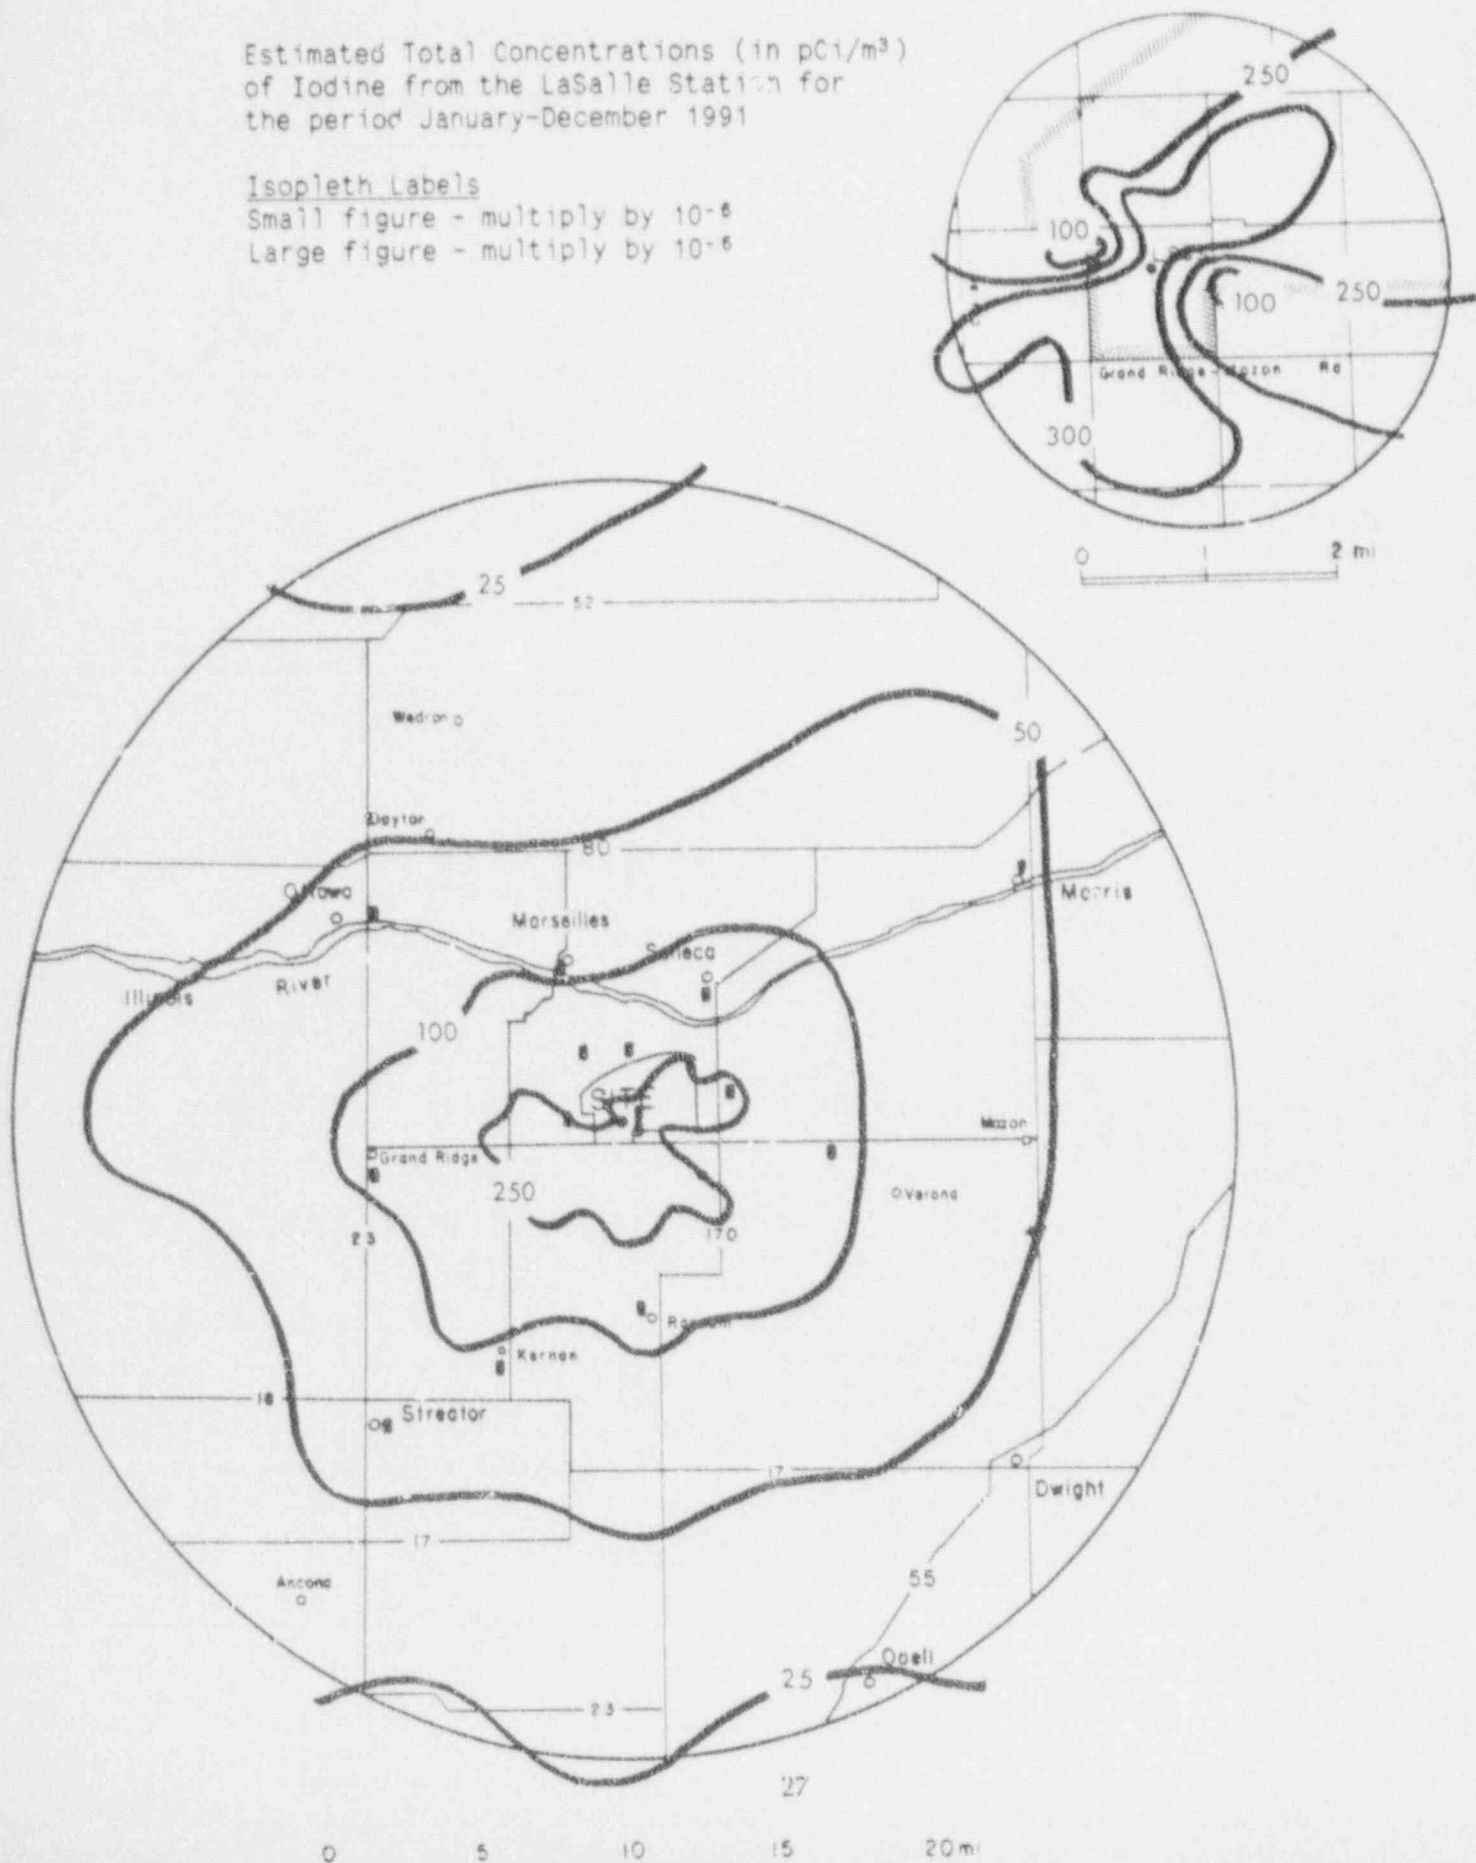 Estimated Total Concentrations (in pCi/m³)
of Iodine from the LaSalle Station for
the period January-December 1991
Isopleth Labels
Small figure - multiply by 10⁻⁶
Large figure - multiply by 10⁻⁶
250
100
100
250
Grand Ridge - Mazon Rd
300
0 1 2 mi
25
52
50
Wedron
Dayton
80
Ottawa
Marseilles
Morris
Seneca
Illinois
River
100
SITE
Mazon
Grand Ridge
250
Verona
23
170
Ransom
Kernan
18
Streator
17
Dwight
17
Ancona
55
Odell
25
23
27
0 5 10 15 20 mi